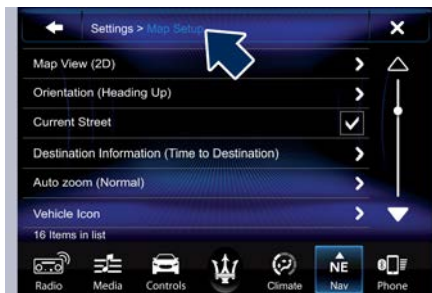 Settings > Map Setup
Map View (2D)
Orientation (Heading Up)
Current Street
Destination Information (Time to Destination)
Auto zoom (Normal)
Vehicle Icon
16 Items in list
NE
Radio
Media
Controls
Climate
Nav
Phone